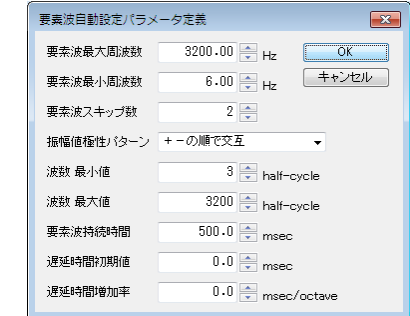 要素波自動設定パラメータ定義
要素波最大周波数 3200.00 Hz OK
要素波最小周波数 6.00 Hz キャンセル
要素波スキップ数 2
振幅値極性パターン +-の順で交互
波数 最小値 3 half-cycle
波数 最大値 3200 half-cycle
要素波持続時間 500.0 msec
遅延時間初期値 0.0 msec
遅延時間増加率 0.0 msec/octave